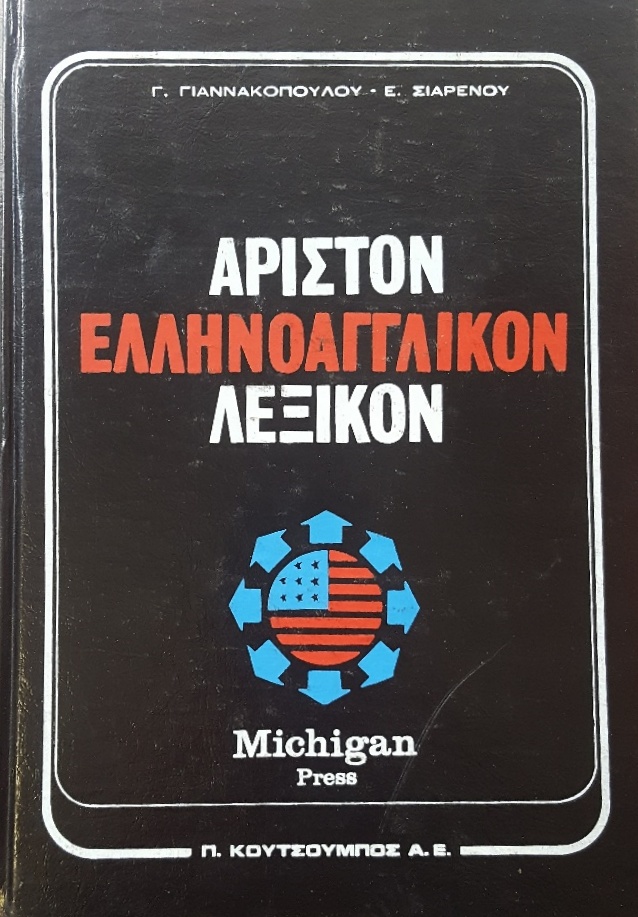 Γ. ΓΙΑΝΝΑΚΟΠΟΥΛΟΥ - Ε. ΣΙΑΡΕΝΟΥ
ΑΡΙΣΤΟΝ
ΕΛΛΗΝΟΑΓΓΛΙΚΟΝ
ΛΕΞΙΚΟΝ
Michigan
Press
Π. ΚΟΥΤΣΟΥΜΠΟΣ Α.Ε.